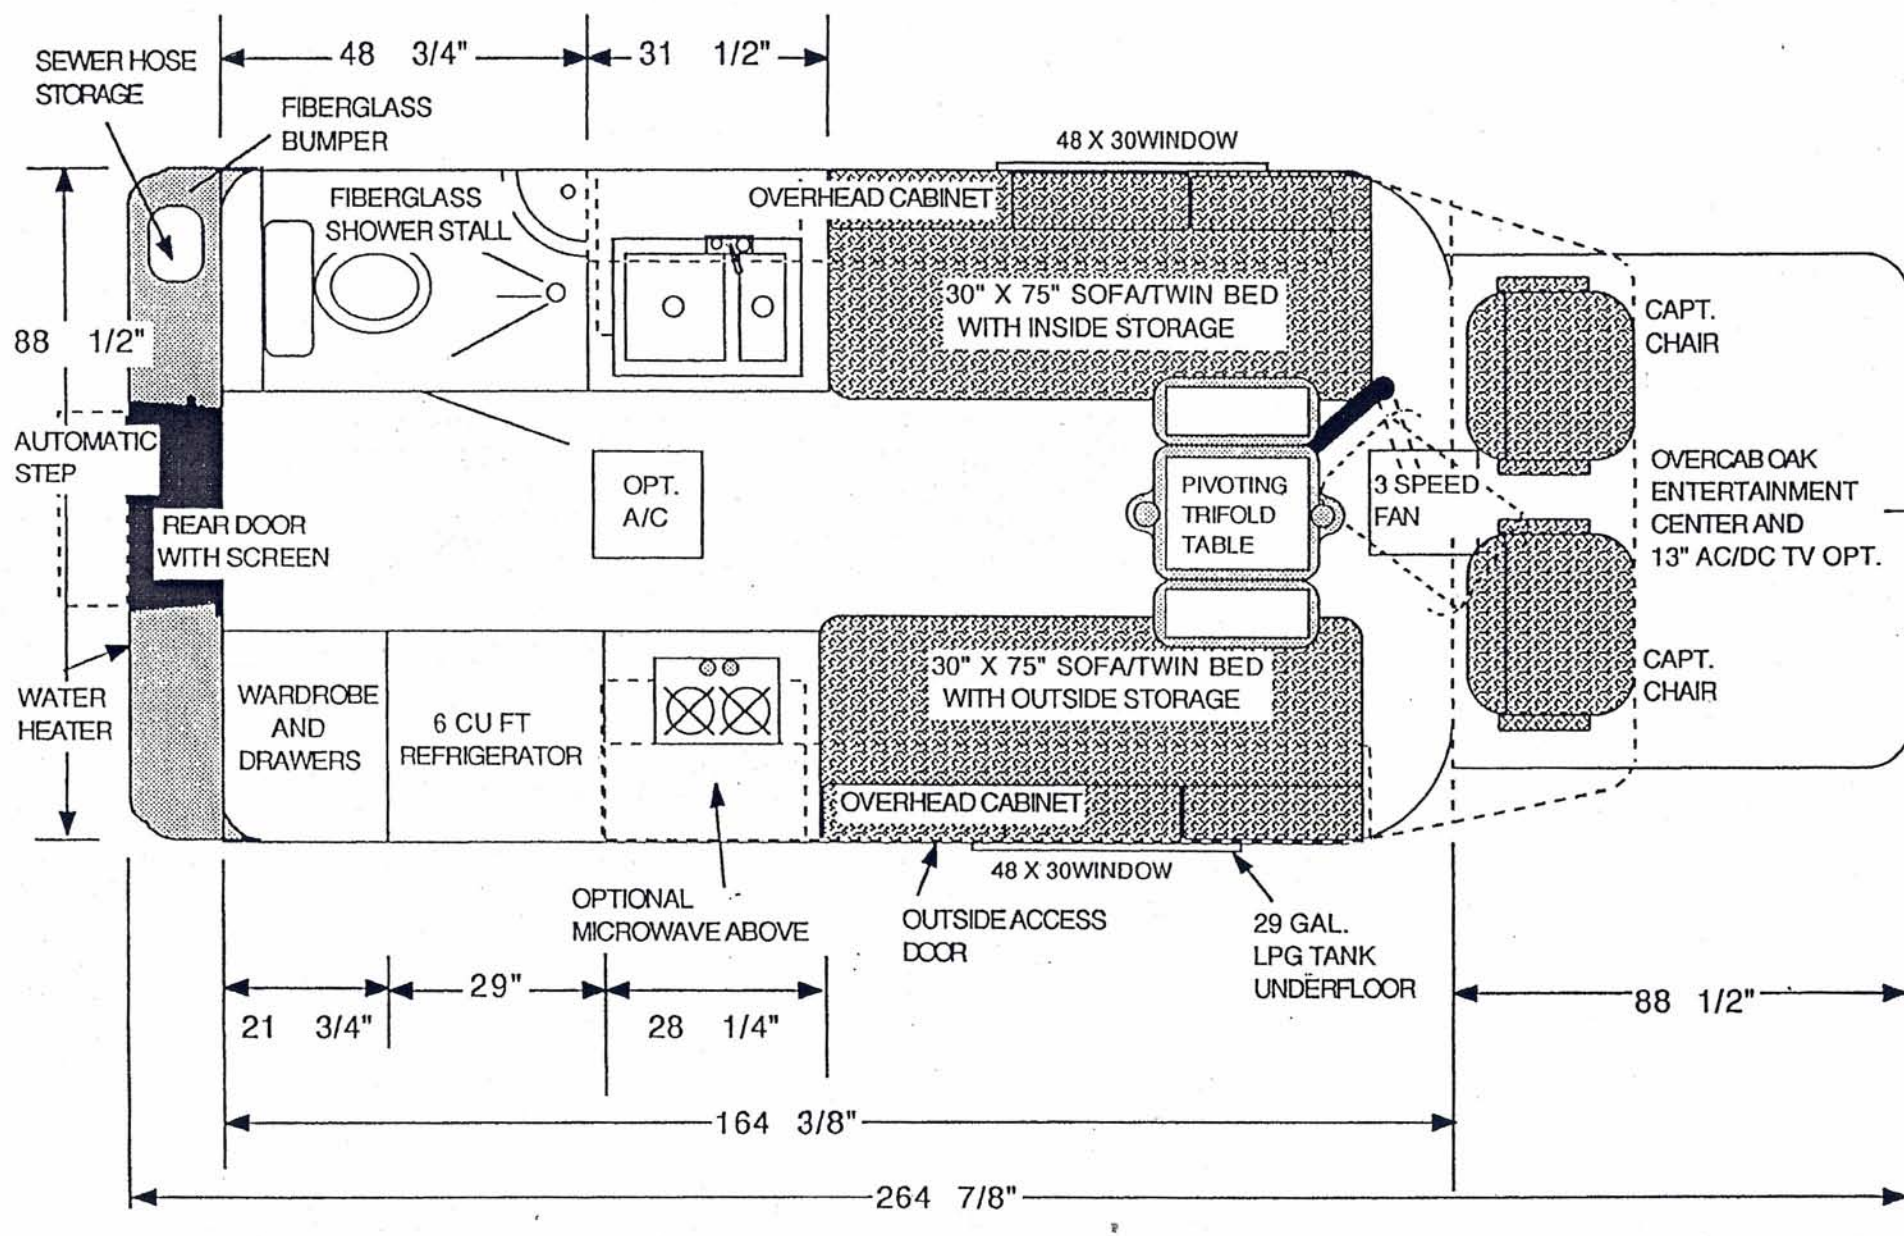 48 3/4"
31 1/2"
SEWER HOSE
STORAGE
FIBERGLASS
BUMPER
48 X 30 WINDOW
FIBERGLASS
SHOWER STALL
OVERHEAD CABINET
30" X 75" SOFA/TWIN BED
WITH INSIDE STORAGE
CAPT.
CHAIR
88 1/2"
AUTOMATIC
STEP
REAR DOOR
WITH SCREEN
OPT.
A/C
PIVOTING
TRIFOLD
TABLE
3 SPEED
FAN
OVERCAB OAK
ENTERTAINMENT
CENTER AND
13" AC/DC TV OPT.
WATER
HEATER
WARDROBE
AND
DRAWERS
6 CU FT
REFRIGERATOR
30" X 75" SOFA/TWIN BED
WITH OUTSIDE STORAGE
CAPT.
CHAIR
OVERHEAD CABINET
48 X 30 WINDOW
OPTIONAL
MICROWAVE ABOVE
OUTSIDE ACCESS
DOOR
29 GAL.
LPG TANK
UNDERFLOOR
21 3/4"
29"
28 1/4"
88 1/2"
164 3/8"
264 7/8"